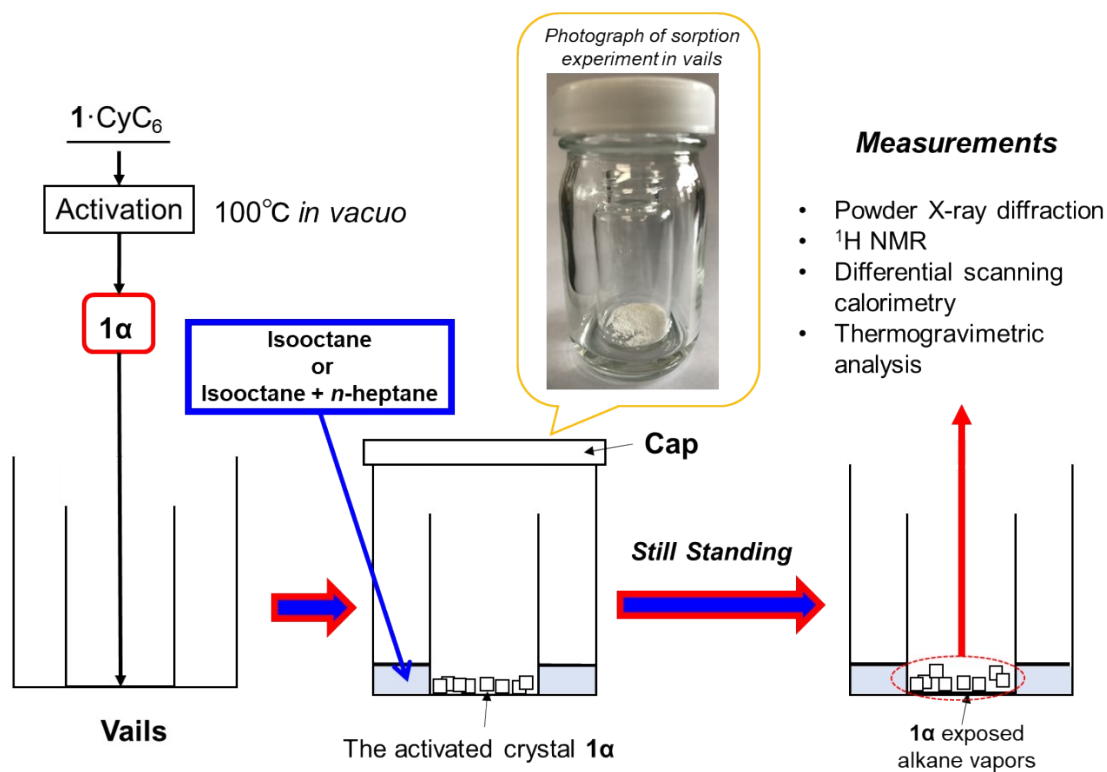 Photograph of sorption
experiment in vails
1·CyC₆
Activation
100°C in vacuo
1α
Isooctane
or
Isooctane + n-heptane
Measurements
• Powder X-ray diffraction
• ¹H NMR
• Differential scanning
calorimetry
• Thermogravimetric
analysis
Cap
Still Standing
Vails
The activated crystal 1α
1α exposed
alkane vapors